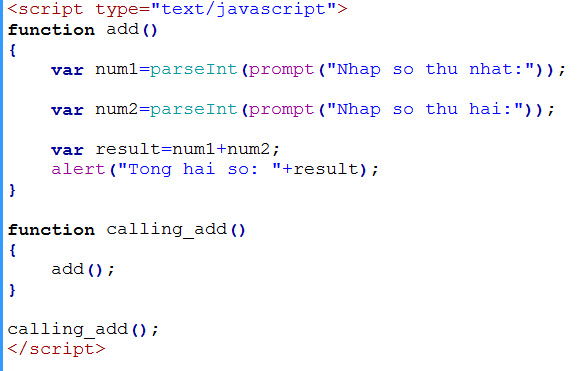 <script type="text/javascript">
function add()
{
    var num1=parseInt(prompt("Nhap so thu nhat:"));
    var num2=parseInt(prompt("Nhap so thu hai:"));
    var result=num1+num2;
    alert("Tong hai so: "+result);
}
function calling_add()
{
    add();
}
calling_add();
</script>